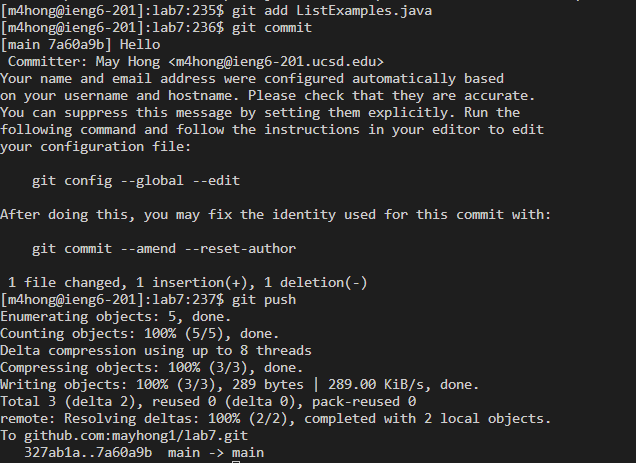 [m4hong@ieng6-201]:lab7:235$ git add ListExamples.java
[m4hong@ieng6-201]:lab7:236$ git commit
[main 7a60a9b] Hello
 Committer: May Hong <m4hong@ieng6-201.ucsd.edu>
Your name and email address were configured automatically based
on your username and hostname. Please check that they are accurate.
You can suppress this message by setting them explicitly. Run the
following command and follow the instructions in your editor to edit
your configuration file:

    git config --global --edit

After doing this, you may fix the identity used for this commit with:

    git commit --amend --reset-author

 1 file changed, 1 insertion(+), 1 deletion(-)
[m4hong@ieng6-201]:lab7:237$ git push
Enumerating objects: 5, done.
Counting objects: 100% (5/5), done.
Delta compression using up to 8 threads
Compressing objects: 100% (3/3), done.
Writing objects: 100% (3/3), 289 bytes | 289.00 KiB/s, done.
Total 3 (delta 2), reused 0 (delta 0), pack-reused 0
remote: Resolving deltas: 100% (2/2), completed with 2 local objects.
To github.com:mayhong1/lab7.git
   327ab1a..7a60a9b  main -> main